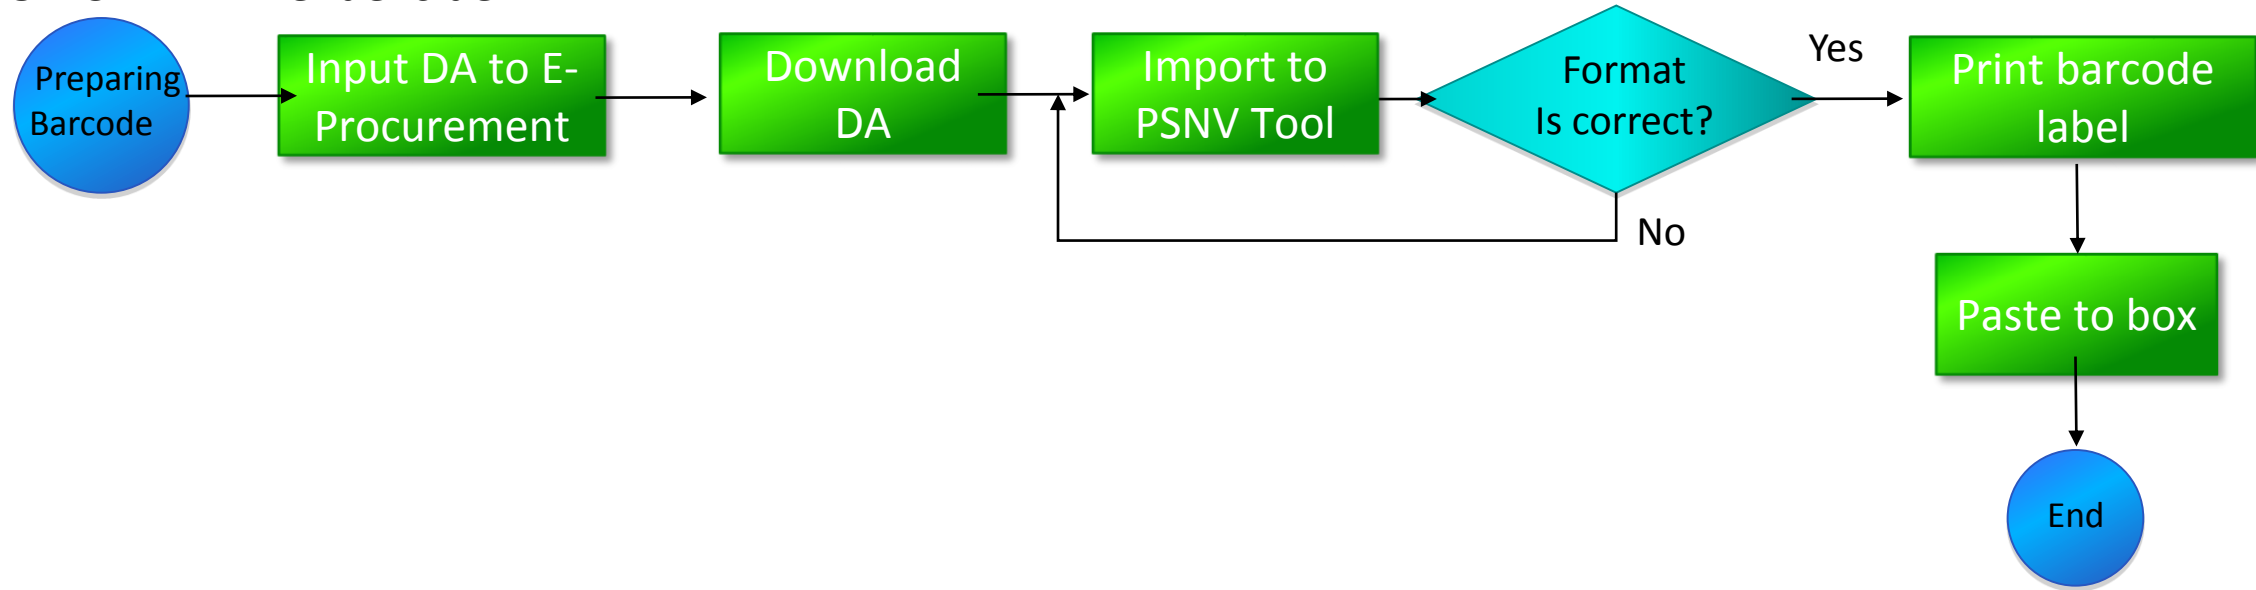 Preparing
Barcode
Input DA to E-
Procurement
Download
DA
Import to
PSNV Tool
Format
Is correct?
Yes
No
Print barcode
label
Paste to box
End